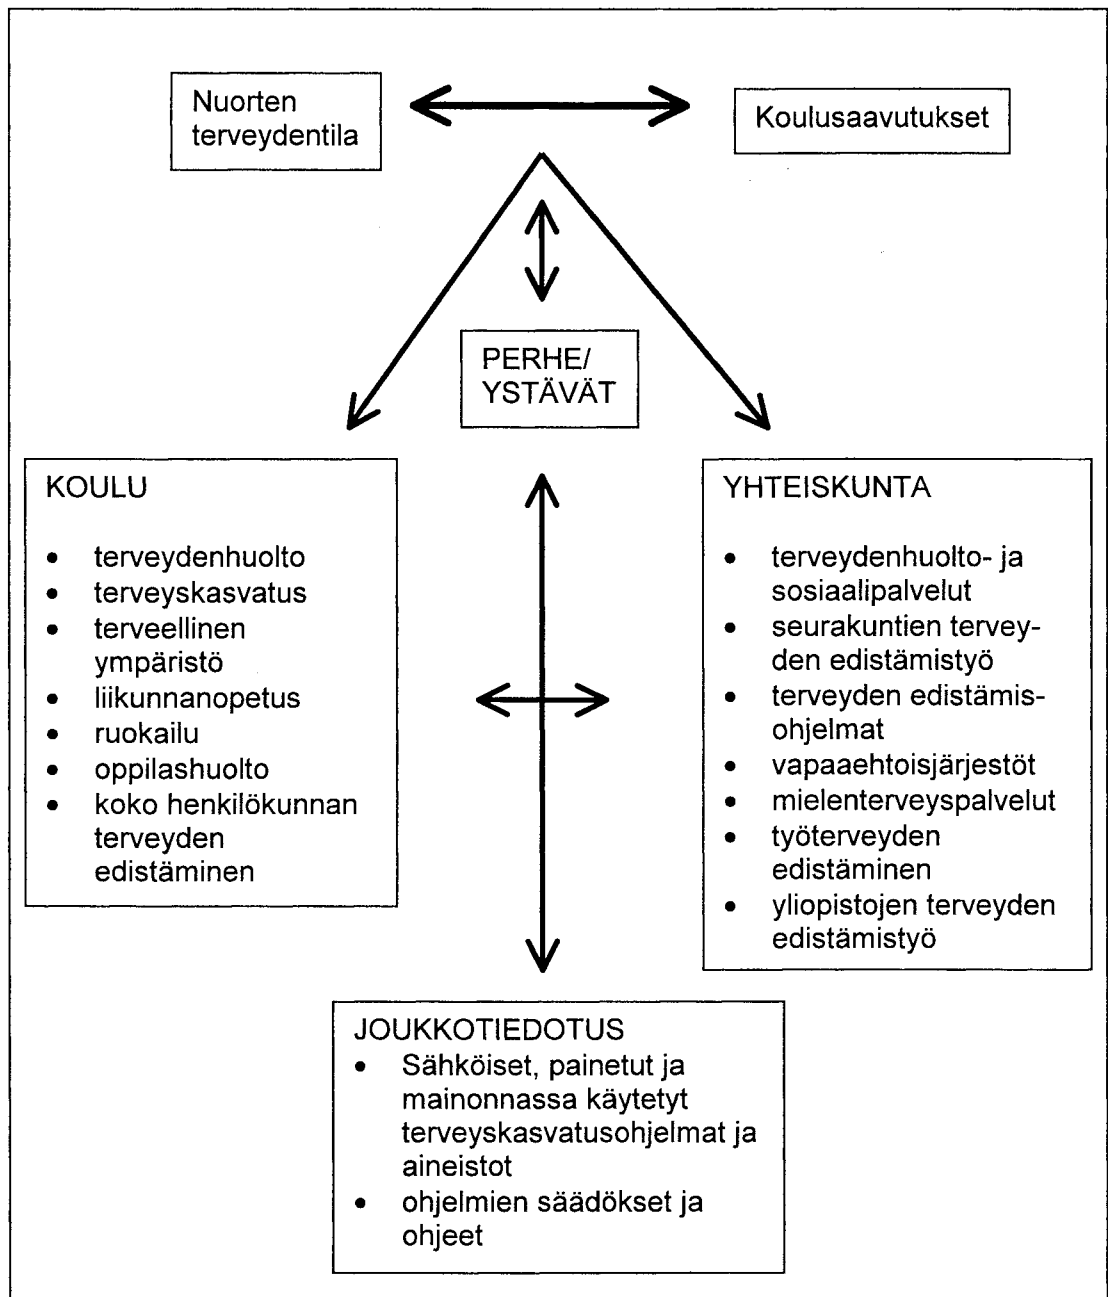 Nuorten
terveydentila
Koulusaavutukset
PERHE/
YSTÄVÄT
KOULU
• terveydenhuolto
• terveyskasvatus
• terveellinen
ympäristö
• liikunnanopetus
• ruokailu
• oppilashuolto
• koko henkilökunnan
terveyden
edistäminen
YHTEISKUNTA
• terveydenhuolto- ja
sosiaalipalvelut
• seurakuntien tervey-
den edistämistyö
• terveyden edistämis-
ohjelmat
• vapaaehtoisjärjestöt
• mielenterveyspalvelut
• työterveyden
edistäminen
• yliopistojen terveyden
edistämistyö
JOUKKOTIEDOTUS
• Sähköiset, painetut ja
mainonnassa käytetyt
terveyskasvatusohjelmat ja
aineistot
• ohjelmien säädökset ja
ohjeet